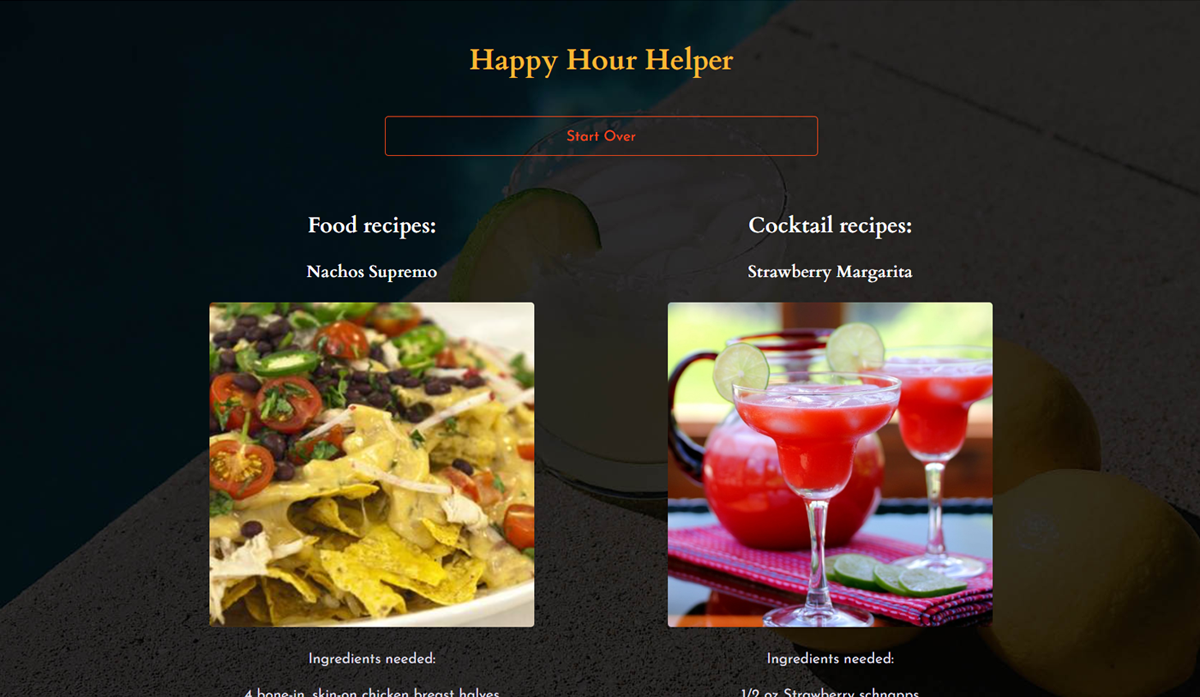 Happy Hour Helper
Start Over
Food recipes:
Nachos Supremo
Ingredients needed:
4 bone-in, skin-on chicken breast halves
Cocktail recipes:
Strawberry Margarita
Ingredients needed:
1/2 oz Strawberry schnapps